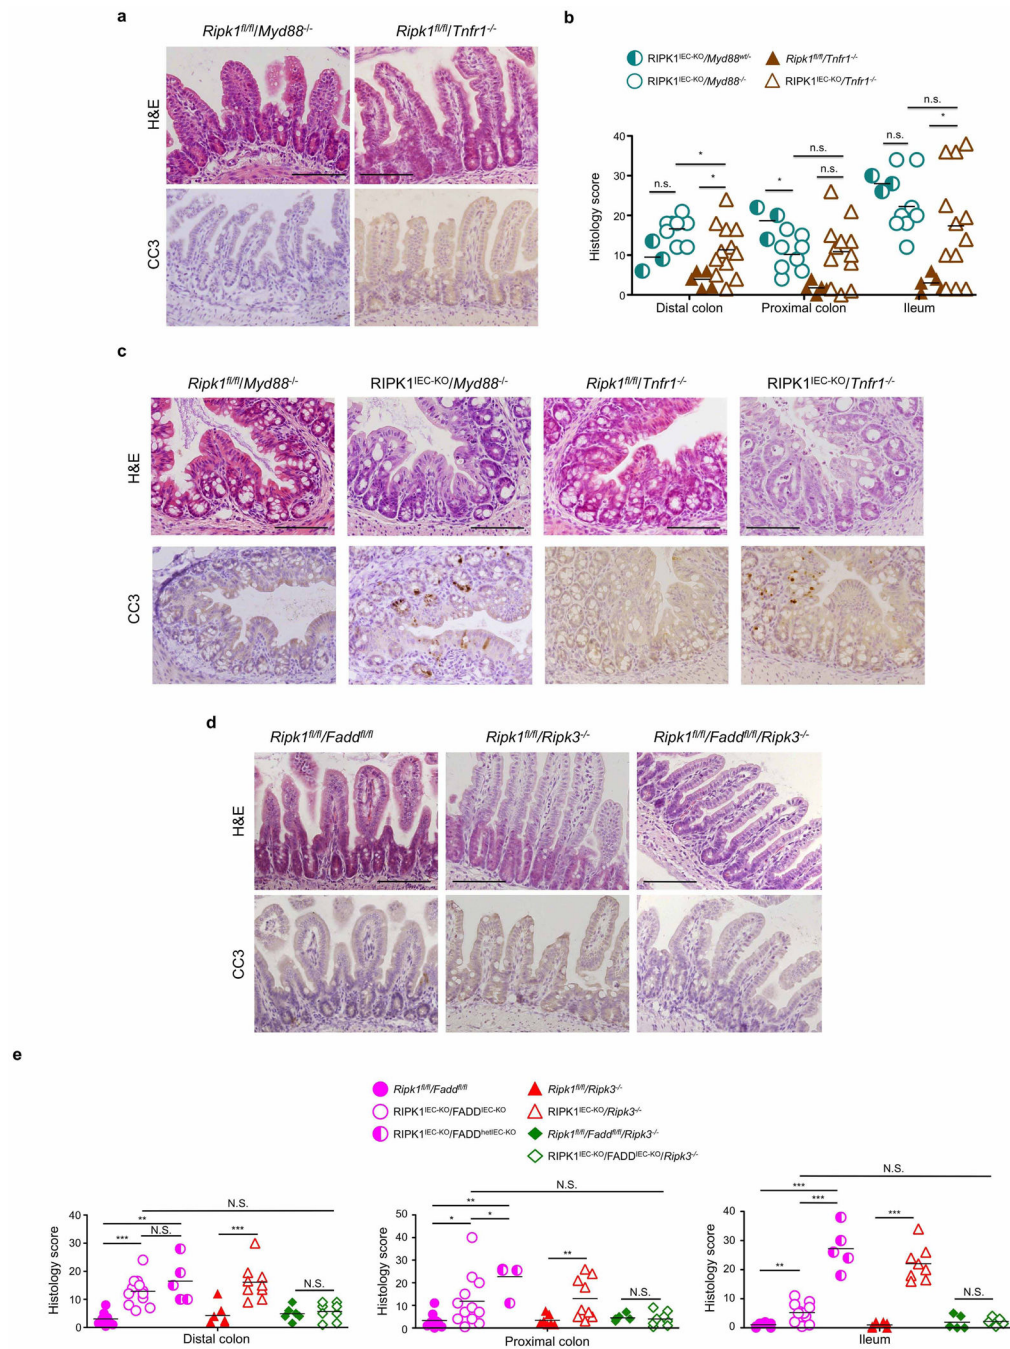 a
Ripk1fl/fl/Myd88-/-
Ripk1fl/fl/Tnfr1-/-
H&E
CC3
b
RIPK1IEC-KO/Myd88wt/-
Ripk1fl/fl/Tnfr1-/-
RIPK1IEC-KO/Myd88-/-
RIPK1IEC-KO/Tnfr1-/-
n.s.
n.s. *
* n.s.
n.s. * * n.s.
Histology score
40
30
20
10
0
Distal colon Proximal colon Ileum
c
Ripk1fl/fl/Myd88-/-
RIPK1IEC-KO/Myd88-/-
Ripk1fl/fl/Tnfr1-/-
RIPK1IEC-KO/Tnfr1-/-
H&E
CC3
d
Ripk1fl/fl/Faddfl/fl
Ripk1fl/fl/Ripk3-/-
Ripk1fl/fl/Faddfl/fl/Ripk3-/-
H&E
CC3
e
Ripk1fl/fl/Faddfl/fl
Ripk1fl/fl/Ripk3-/-
RIPK1IEC-KO/FADDIEC-KO
RIPK1IEC-KO/Ripk3-/-
RIPK1IEC-KO/FADDhetIEC-KO
Ripk1fl/fl/Faddfl/fl/Ripk3-/-
RIPK1IEC-KO/FADDIEC-KO/Ripk3-/-
N.S.
**
*** N.S. *** N.S.
Histology score
40
30
20
10
0
Distal colon
N.S.
**
* * ** N.S.
Histology score
50
40
30
20
10
0
Proximal colon
N.S.
***
***
** *** N.S.
Histology score
40
30
20
10
0
Ileum